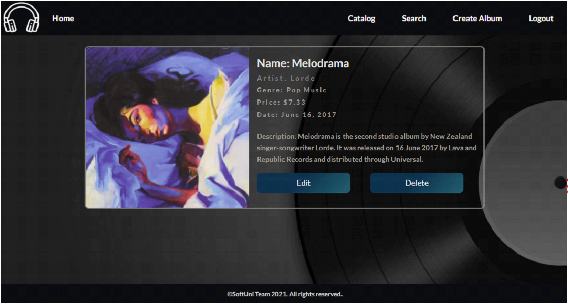 Home Catalog Search Create Album Logout
Name: Melodrama
Artist: Lorde
Genre: Pop Music
Price: $7.33
Date: June 16, 2017
Description: Melodrama is the second studio album by New Zealand
singer-songwriter Lorde. It was released on 16 June 2017 by Lava and
Republic Records and distributed through Universal.
Edit Delete
©SoftUni Team 2021. All rights reserved.